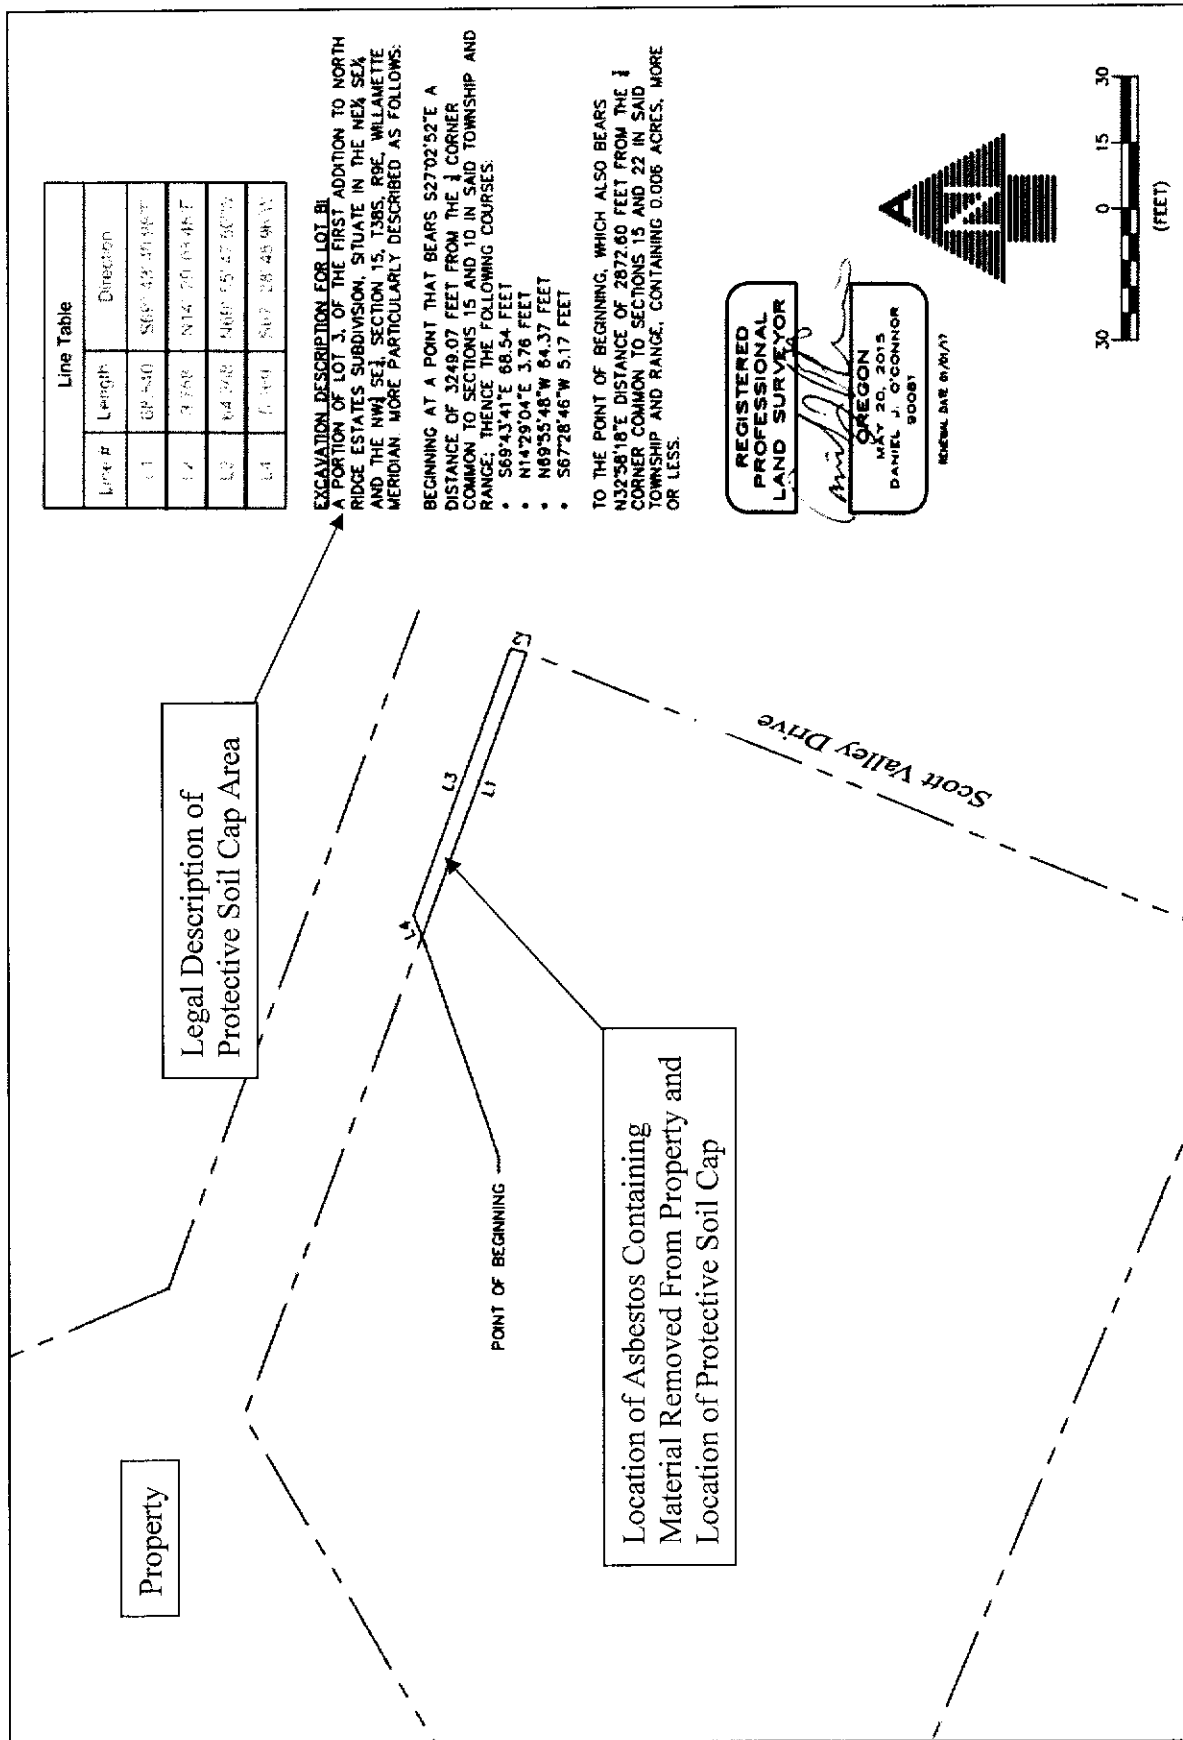 Property
Legal Description of
Protective Soil Cap Area
POINT OF BEGINNING
L4
L3
L1
L2
Scott Valley Drive
Location of Asbestos Containing
Material Removed From Property and
Location of Protective Soil Cap
Line Table
Line # Length Direction
L1
L2
L3
L4
EXCAVATION DESCRIPTION FOR LOT BI
A PORTION OF LOT 3, OF THE FIRST ADDITION TO NORTH
RIDGE ESTATES SUBDIVISION, SITUATE IN THE NE¼ SE¼
AND THE NW¼ SE¼, SECTION 15, T38S, R9E, WILLAMETTE
MERIDIAN. MORE PARTICULARLY DESCRIBED AS FOLLOWS:
BEGINNING AT A POINT THAT BEARS S27°02'52"E A
DISTANCE OF 3249.07 FEET FROM THE ¼ CORNER
COMMON TO SECTIONS 15 AND 10 IN SAID TOWNSHIP AND
RANGE; THENCE THE FOLLOWING COURSES:
• S69°43'41"E 68.54 FEET
• N14°29'04"E 3.76 FEET
• N69°55'48"W 64.37 FEET
• S67°28'46"W 5.17 FEET
TO THE POINT OF BEGINNING, WHICH ALSO BEARS
N32°58'18"E DISTANCE OF 2872.60 FEET FROM THE ¼
CORNER COMMON TO SECTIONS 15 AND 22 IN SAID
TOWNSHIP AND RANGE, CONTAINING 0.006 ACRES, MORE
OR LESS.
REGISTERED
PROFESSIONAL
LAND SURVEYOR
OREGON
MAY 20, 2015
DANIEL J. O'CONNOR
90081
RENEWAL DATE 01/01/17
N
30 15 0 30
(FEET)